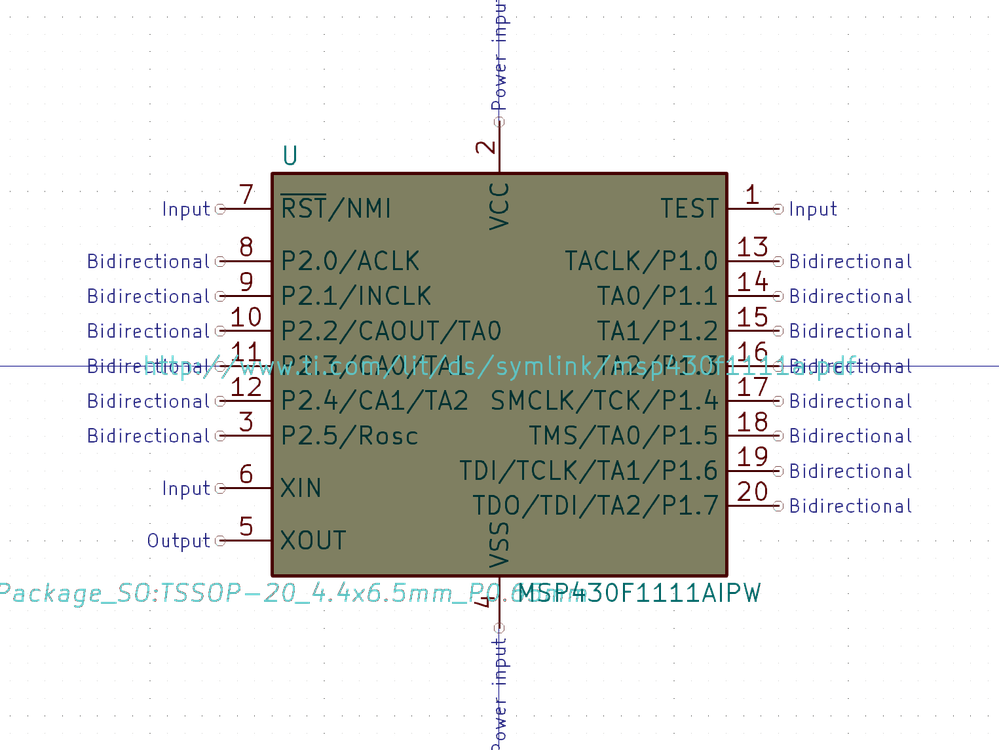 Power input
2
U
VCC
Input 7 RST/NMI TEST 1 Input
Bidirectional 8 P2.0/ACLK TACLK/P1.0 13 Bidirectional
Bidirectional 9 P2.1/INCLK TA0/P1.1 14 Bidirectional
Bidirectional 10 P2.2/CAOUT/TA0 TA1/P1.2 15 Bidirectional
Bidirectional 11 P2.3/CA0/TA1 TA2/P1.3 16 Bidirectional
http://www.ti.com/lit/ds/symlink/msp430f1111a.pdf
Bidirectional 12 P2.4/CA1/TA2 SMCLK/TCK/P1.4 17 Bidirectional
Bidirectional 3 P2.5/Rosc TMS/TA0/P1.5 18 Bidirectional
TDI/TCLK/TA1/P1.6 19 Bidirectional
Input 6 XIN
TDO/TDI/TA2/P1.7 20 Bidirectional
Output 5 XOUT
VSS
Package_SO:TSSOP-20_4.4x6.5mm_P0.65mm
MSP430F1111AIPW
4
Power input